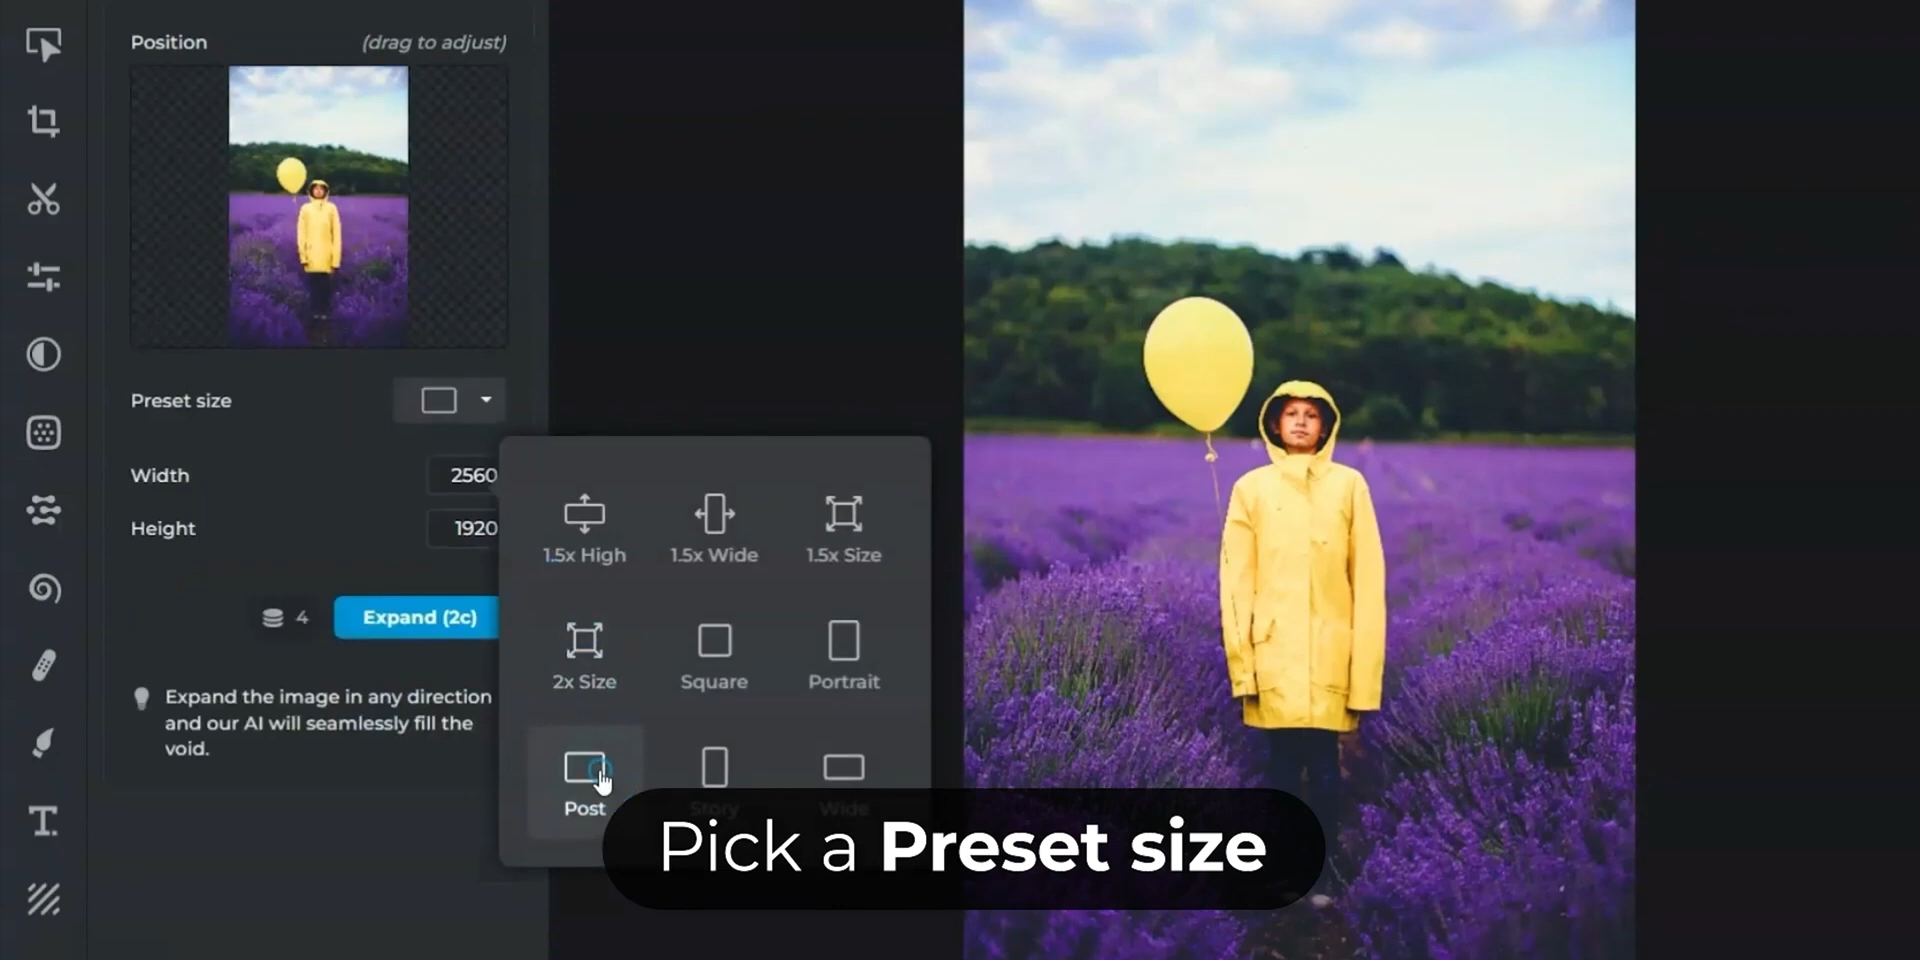 Position
(drag to adjust)
Preset size
Width
2560
Height
1920
4
Expand (2c)
Expand the image in any direction
and our AI will seamlessly fill the
void.
1.5x High
1.5x Wide
1.5x Size
2x Size
Square
Portrait
Post
Story
Wide
Pick a Preset size
T.